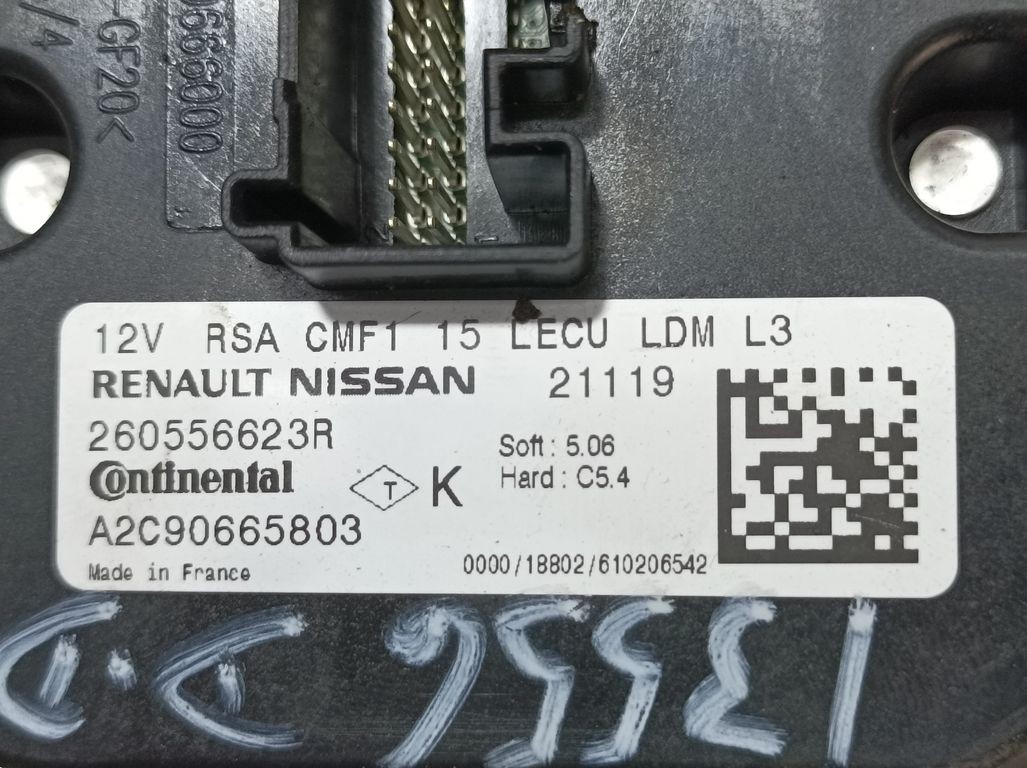 -GF20<
12V RSA CMF1 15 LECU LDM L3
RENAULT NISSAN 21119
260556623R
Soft : 5.06
Continental T K Hard : C5.4
A2C90665803
Made in France 0000/18802/610206542